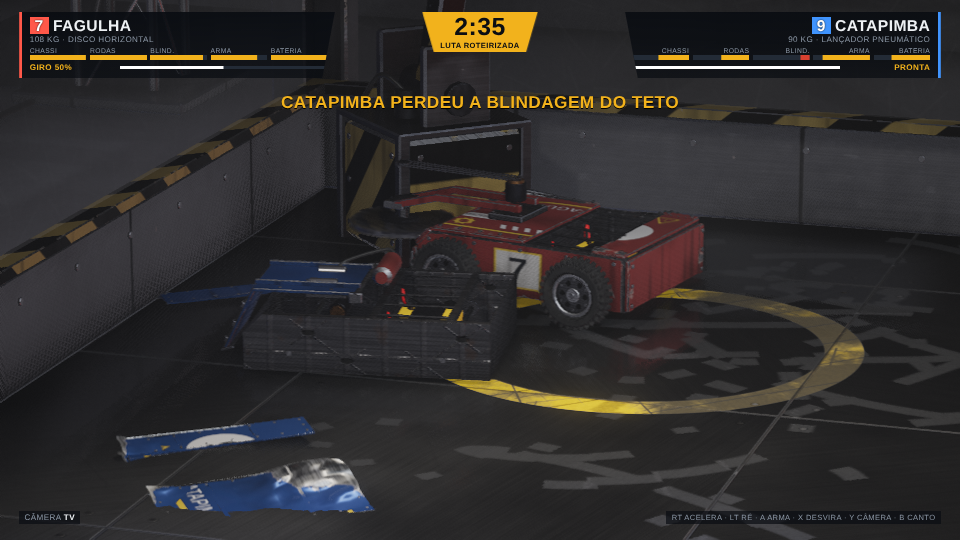 7 FAGULHA
108 KG · DISCO HORIZONTAL
CHASSI RODAS BLIND. ARMA BATERIA
GIRO 50%
2:35
LUTA ROTEIRIZADA
9 CATAPIMBA
90 KG · LANÇADOR PNEUMÁTICO
CHASSI RODAS BLIND. ARMA BATERIA
PRONTA
CATAPIMBA PERDEU A BLINDAGEM DO TETO
7
CÂMERA TV
RT ACELERA · LT RÉ · A ARMA · X DESVIRA · Y CÂMERA · B CANTO